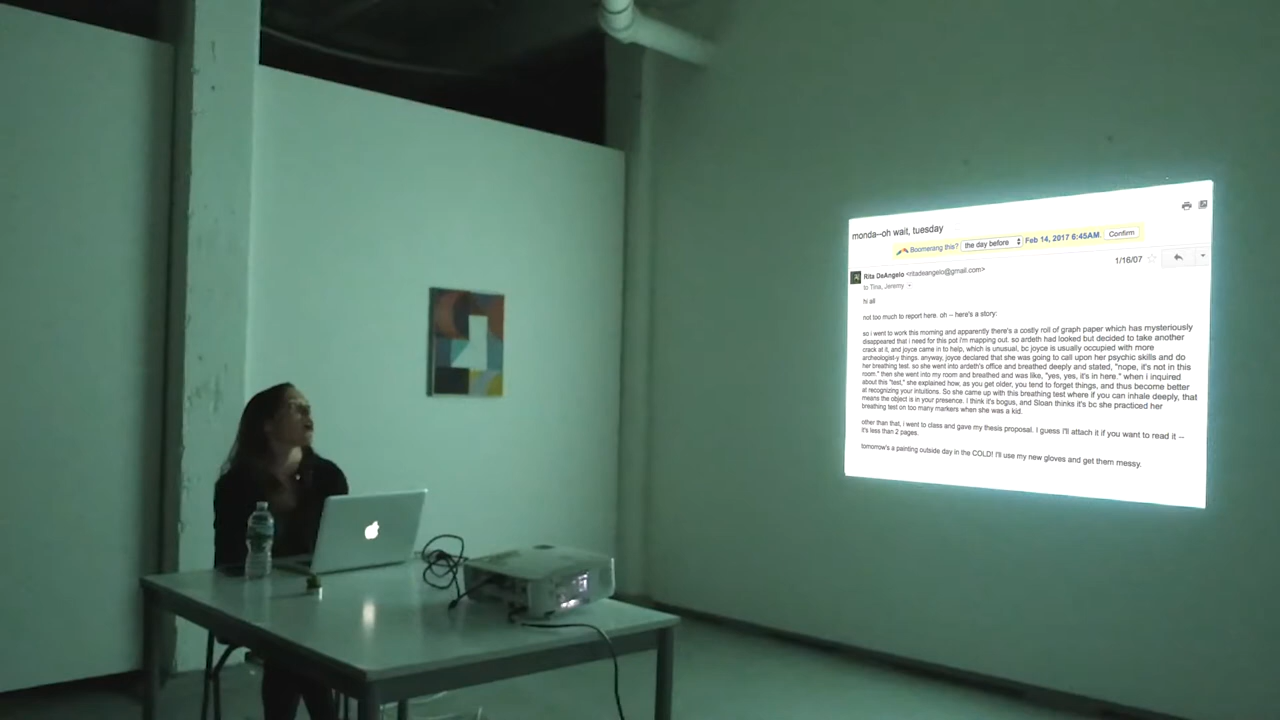 monda--oh wait, tuesday
Boomerang this? the day before Feb 14, 2017 6:45AM. Confirm
Rita DeAngelo <ritadeangelo@gmail.com> 1/16/07
to Tina, Jeremy
hi all
not too much to report here. oh -- here's a story:
so i went to work this morning and apparently there's a costly roll of graph paper which has mysteriously
disappeared that i need for this pot i'm mapping out. so ardeth had looked but decided to take another
crack at it, and joyce came in to help, which is unusual, bc joyce is usually occupied with more
archeologist-y things. anyway, joyce declared that she was going to call upon her psychic skills and do
her breathing test. so she went into ardeth's office and breathed deeply and stated, "nope, it's not in this
room." then she went into my room and breathed and was like, "yes, yes, it's in here." when i inquired
about this "test," she explained how, as you get older, you tend to forget things, and thus become better
at recognizing your intuitions. So she came up with this breathing test where if you can inhale deeply, that
means the object is in your presence. I think it's bogus, and Sloan thinks it's bc she practiced her
breathing test on too many markers when she was a kid.
other than that, i went to class and gave my thesis proposal. I guess I'll attach it if you want to read it --
it's less than 2 pages.
tomorrow's a painting outside day in the COLD! I'll use my new gloves and get them messy.